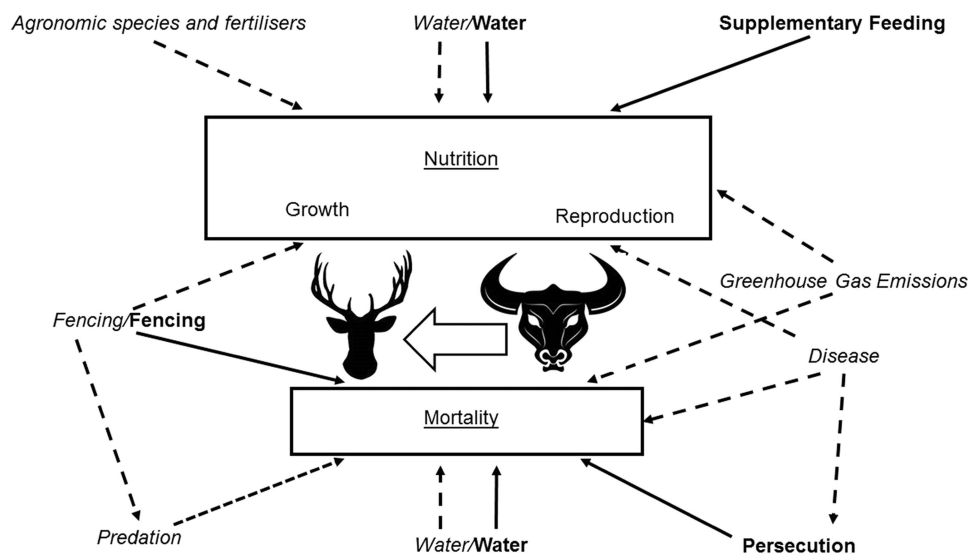 Agronomic species and fertilisers
Water/Water
Supplementary Feeding
Nutrition
Growth
Reproduction
Greenhouse Gas Emissions
Fencing/Fencing
Disease
Mortality
Predation
Water/Water
Persecution